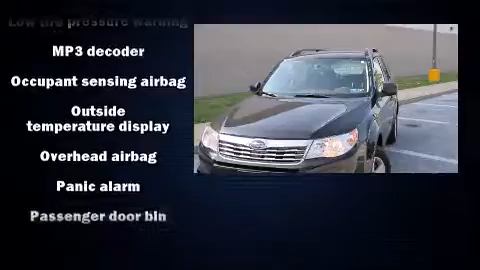 Low tire pressure warning
MP3 decoder
Occupant sensing airbag
Outside
temperature display
Overhead airbag
Panic alarm
Passenger door bin